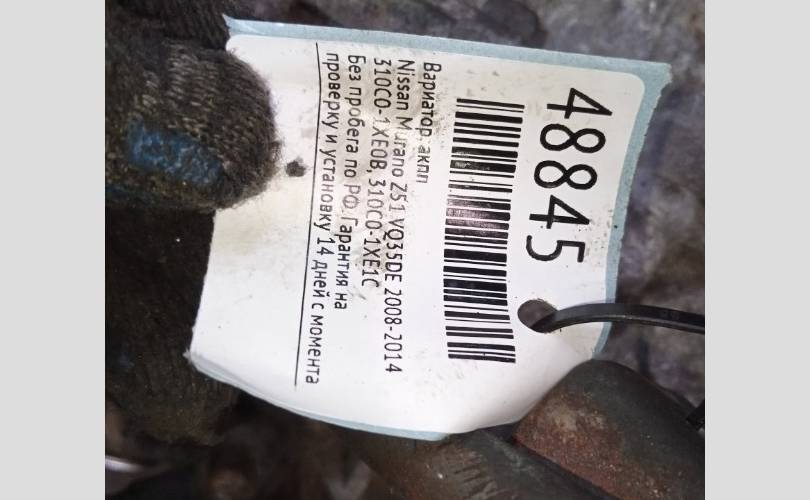 48845
Вариатор акпп
Nissan Murano Z51 VQ35DE 2008-2014
310C0-1XE0B, 310C0-1XE1C
Без пробега по РФ. Гарантия на
проверку и установку 14 дней с момента